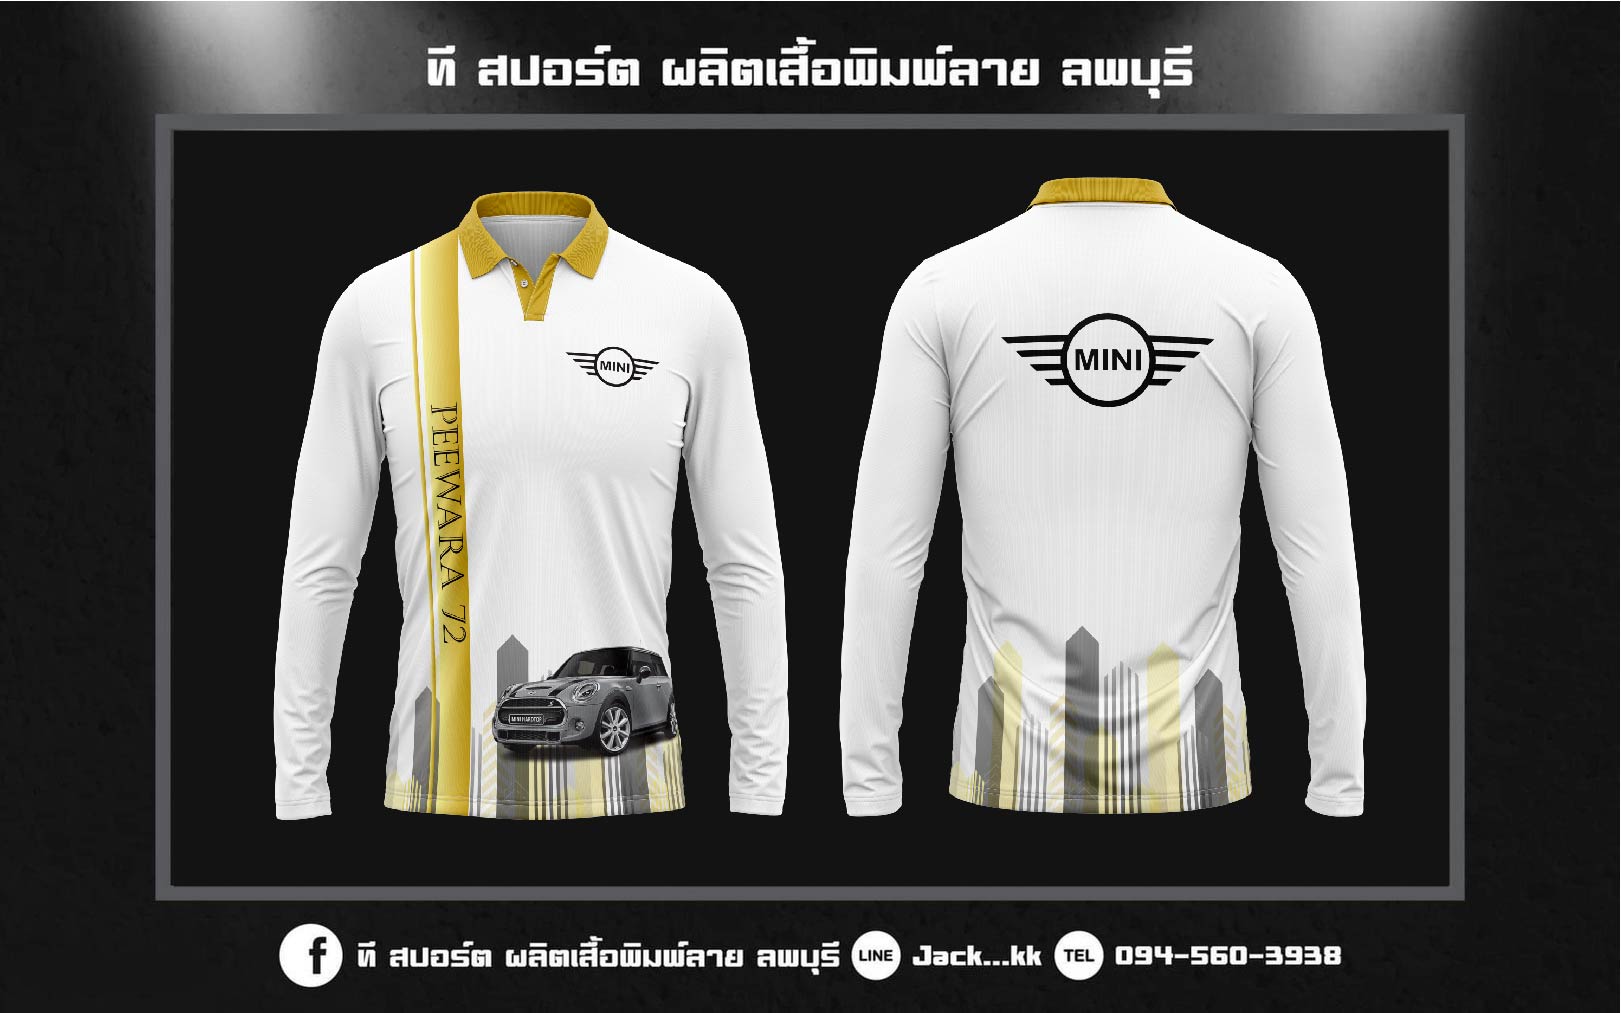 ที สปอร์ต ผลิตเสื้อพิมพ์ลาย ลพบุรี
MINI
PEEWARA 72
MINI HARDTOP
MINI
f ที สปอร์ต ผลิตเสื้อพิมพ์ลาย ลพบุรี LINE Jack...kk TEL 094-560-3938